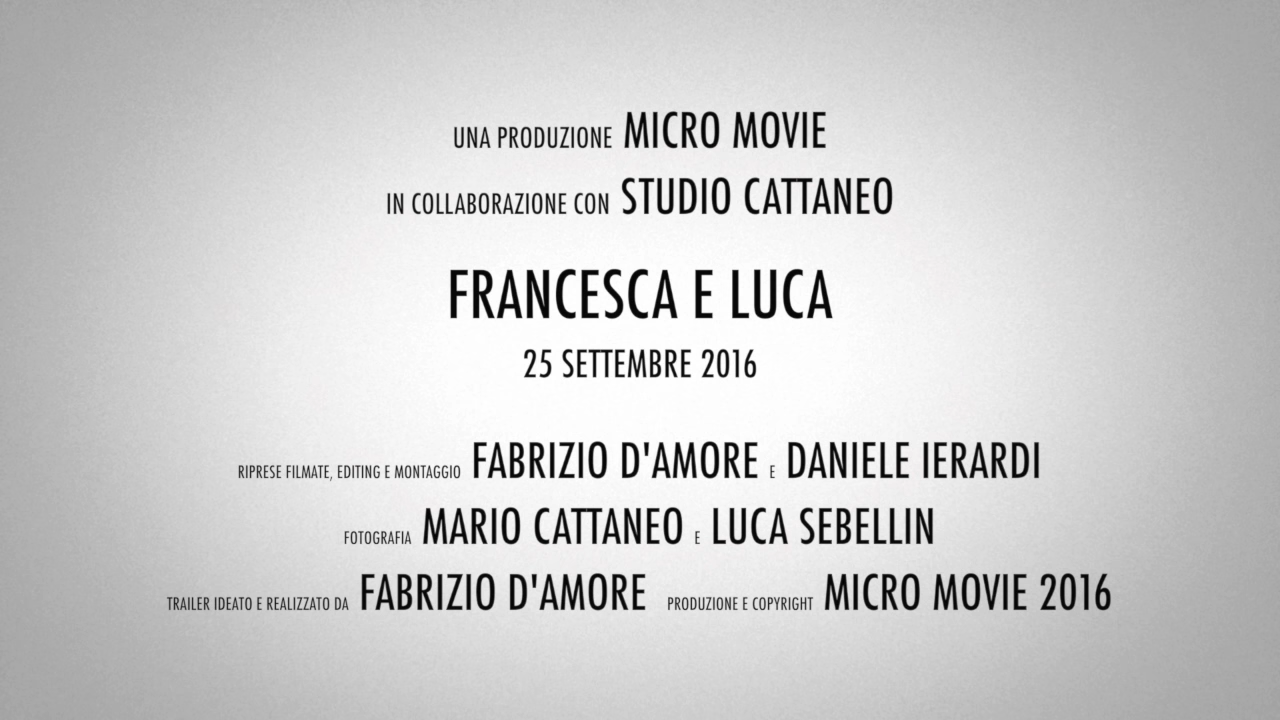 UNA PRODUZIONE MICRO MOVIE
IN COLLABORAZIONE CON STUDIO CATTANEO
FRANCESCA E LUCA
25 SETTEMBRE 2016
RIPRESE FILMATE, EDITING E MONTAGGIO FABRIZIO D'AMORE E DANIELE IERARDI
FOTOGRAFIA MARIO CATTANEO E LUCA SEBELLIN
TRAILER IDEATO E REALIZZATO DA FABRIZIO D'AMORE PRODUZIONE E COPYRIGHT MICRO MOVIE 2016